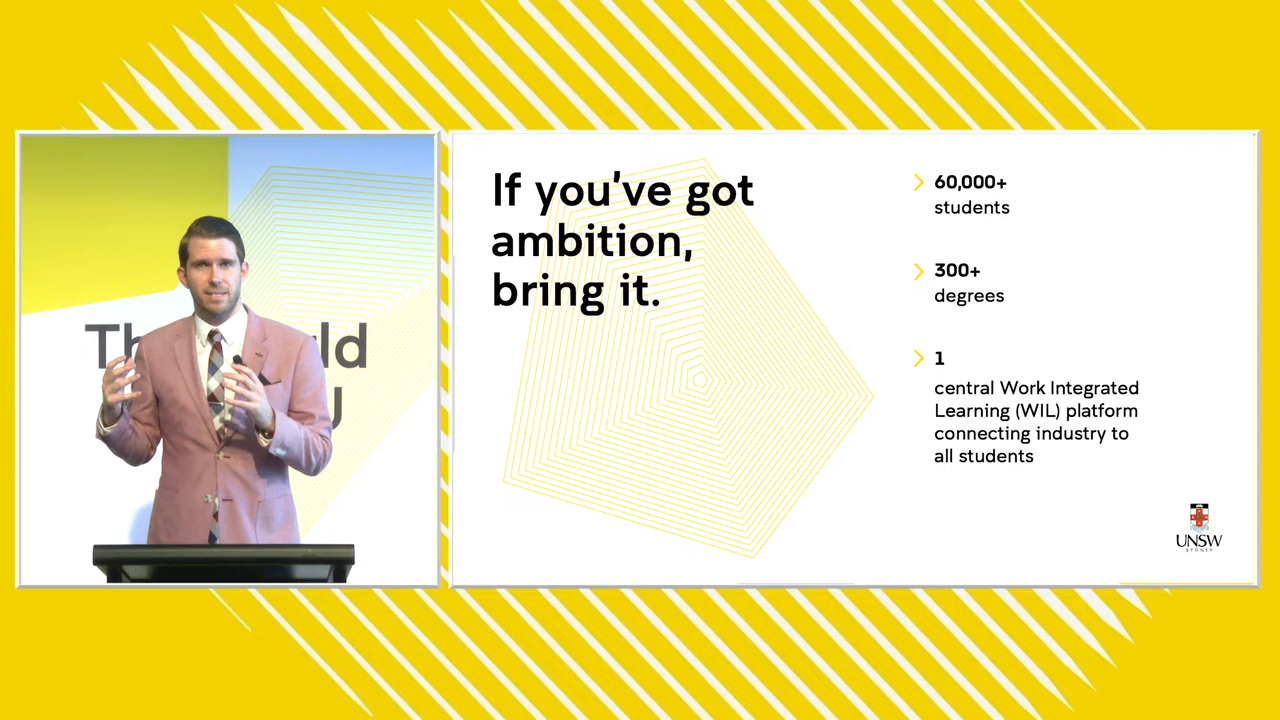 If you've got
ambition,
bring it.
60,000+
students
300+
degrees
1
central Work Integrated
Learning (WIL) platform
connecting industry to
all students
UNSW
SYDNEY